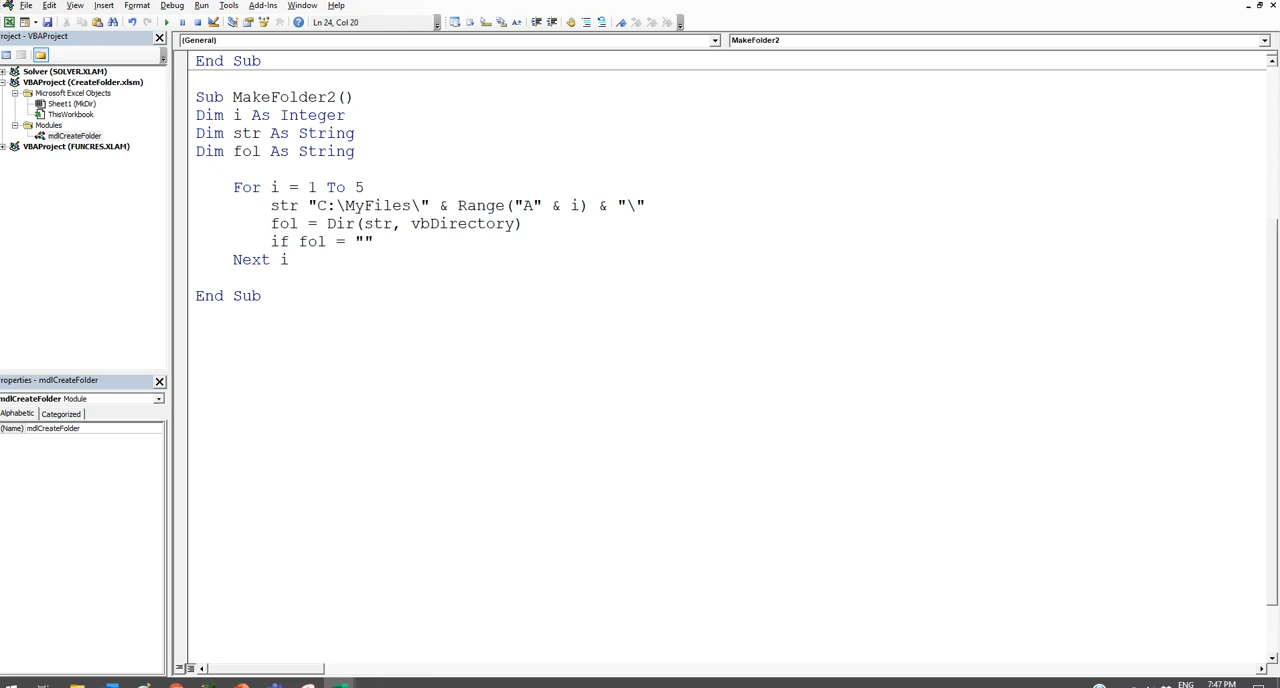 File Edit View Insert Format Debug Run Tools Add-Ins Window Help
Ln 24, Col 20
roject - VBAProject
(General)
MakeFolder2
Solver (SOLVER.XLAM)
VBAProject (CreateFolder.xlsm)
Microsoft Excel Objects
Sheet1 (MkDir)
ThisWorkbook
Modules
mdlCreateFolder
VBAProject (FUNCRES.XLAM)
End Sub
Sub MakeFolder2()
Dim i As Integer
Dim str As String
Dim fol As String
For i = 1 To 5
str "C:\MyFiles\" & Range("A" & i) & "\"
fol = Dir(str, vbDirectory)
if fol = ""
Next i
End Sub
roperties - mdlCreateFolder
mdlCreateFolder Module
Alphabetic Categorized
(Name) mdlCreateFolder
ENG
7:47 PM